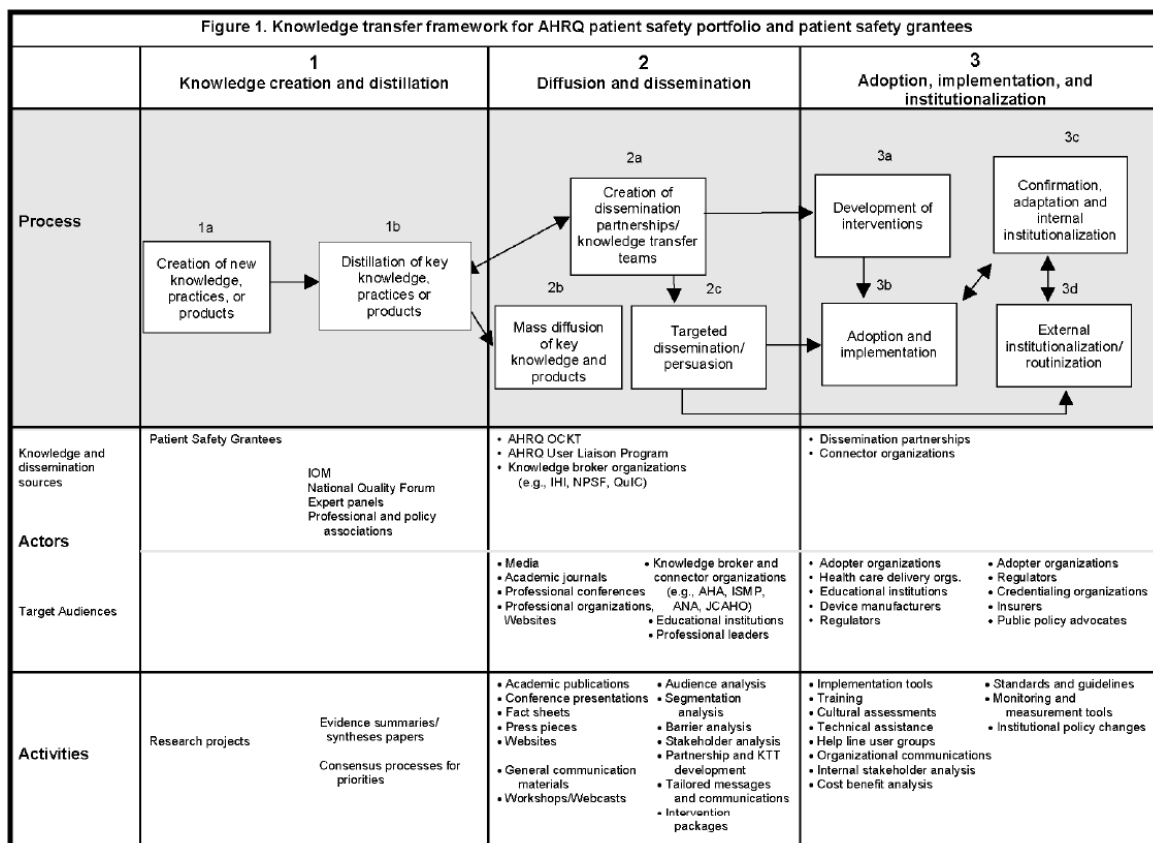 Figure 1. Knowledge transfer framework for AHRQ patient safety portfolio and patient safety grantees
1
Knowledge creation and distillation
2
Diffusion and dissemination
3
Adoption, implementation, and
institutionalization
Process
1a
Creation of new
knowledge,
practices, or
products
1b
Distillation of key
knowledge,
practices or
products
2a
Creation of
dissemination
partnerships/
knowledge transfer
teams
2b
Mass diffusion
of key
knowledge and
products
2c
Targeted
dissemination/
persuasion
3a
Development of
interventions
3b
Adoption and
implementation
3c
Confirmation,
adaptation and
internal
institutionalization
3d
External
institutionalization/
routinization
Knowledge and
dissemination
sources
Actors
Target Audiences
Patient Safety Grantees
IOM
National Quality Forum
Expert panels
Professional and policy
associations
• AHRQ OCKT
• AHRQ User Liaison Program
• Knowledge broker organizations
(e.g., IHI, NPSF, QuIC)
• Dissemination partnerships
• Connector organizations
• Media
• Academic journals
• Professional conferences
• Professional organizations,
Websites
• Knowledge broker and
connector organizations
(e.g., AHA, ISMP,
ANA, JCAHO)
• Educational institutions
• Professional leaders
• Adopter organizations
• Health care delivery orgs.
• Educational institutions
• Device manufacturers
• Regulators
• Adopter organizations
• Regulators
• Credentialing organizations
• Insurers
• Public policy advocates
Activities
Research projects
Evidence summaries/
syntheses papers
Consensus processes for
priorities
• Academic publications
• Conference presentations
• Fact sheets
• Press pieces
• Websites
• General communication
materials
• Workshops/Webcasts
• Audience analysis
• Segmentation
analysis
• Barrier analysis
• Stakeholder analysis
• Partnership and KTT
development
• Tailored messages
and communications
• Intervention
packages
• Implementation tools
• Training
• Cultural assessments
• Technical assistance
• Help line user groups
• Organizational communications
• Internal stakeholder analysis
• Cost benefit analysis
• Standards and guidelines
• Monitoring and
measurement tools
• Institutional policy changes